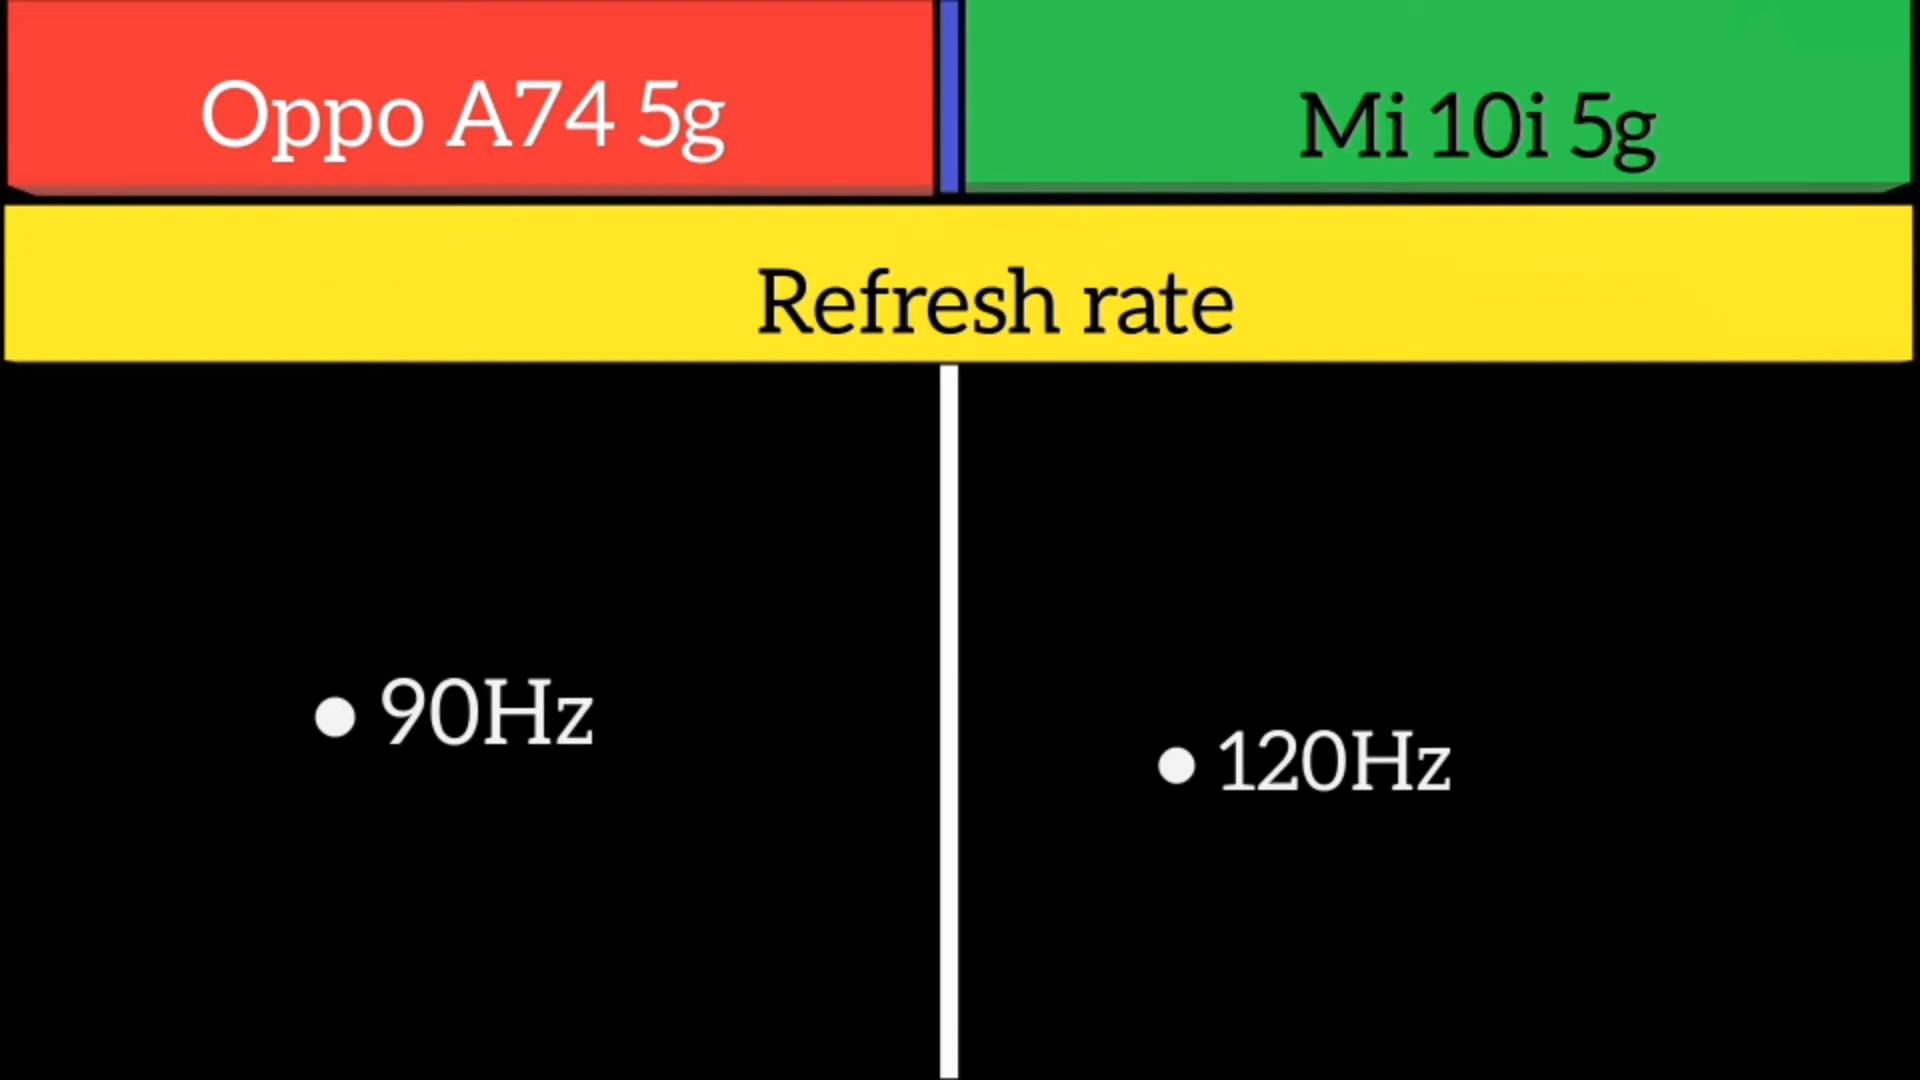 Oppo A74 5g
Mi 10i 5g
Refresh rate
• 90Hz
• 120Hz